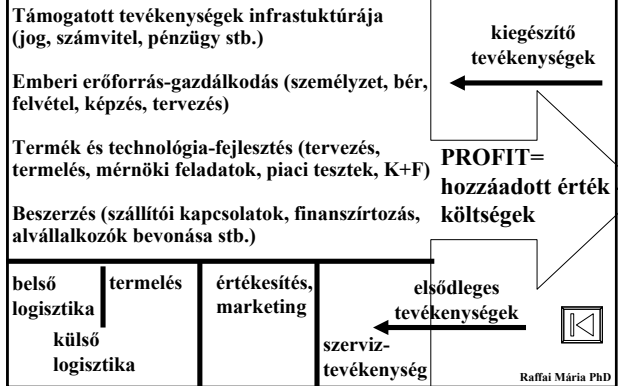 Támogatott tevékenységek infrastuktúrája
(jog, számvitel, pénzügy stb.)
Emberi erőforrás-gazdálkodás (személyzet, bér,
felvétel, képzés, tervezés)
Termék és technológia-fejlesztés (tervezés,
termelés, mérnöki feladatok, piaci tesztek, K+F)
Beszerzés (szállítói kapcsolatok, finanszírtozás,
alvállalkozók bevonása stb.)
kiegészítő
tevékenységek
PROFIT=
hozzáadott érték
költségek
belső
logisztika
termelés
külső
logisztika
értékesítés,
marketing
szerviz-
tevékenység
elsődleges
tevékenységek
Raffai Mária PhD